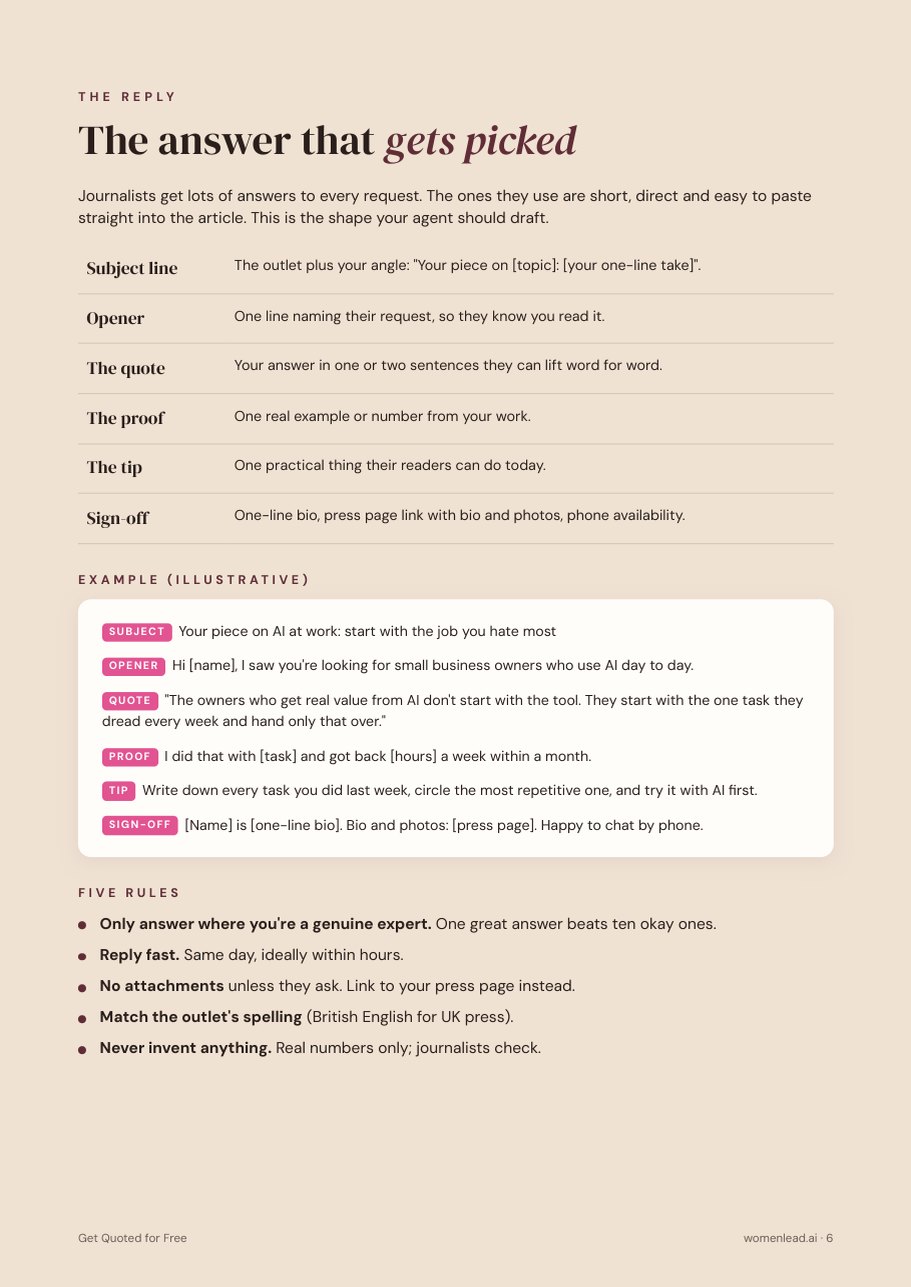 THE REPLY
The answer that gets picked
Journalists get lots of answers to every request. The ones they use are short, direct and easy to paste
straight into the article. This is the shape your agent should draft.
Subject line The outlet plus your angle: "Your piece on [topic]: [your one-line take]".
Opener One line naming their request, so they know you read it.
The quote Your answer in one or two sentences they can lift word for word.
The proof One real example or number from your work.
The tip One practical thing their readers can do today.
Sign-off One-line bio, press page link with bio and photos, phone availability.
EXAMPLE (ILLUSTRATIVE)
SUBJECT Your piece on AI at work: start with the job you hate most
OPENER Hi [name], I saw you're looking for small business owners who use AI day to day.
QUOTE "The owners who get real value from AI don't start with the tool. They start with the one task they
dread every week and hand only that over."
PROOF I did that with [task] and got back [hours] a week within a month.
TIP Write down every task you did last week, circle the most repetitive one, and try it with AI first.
SIGN-OFF [Name] is [one-line bio]. Bio and photos: [press page]. Happy to chat by phone.
FIVE RULES
Only answer where you're a genuine expert. One great answer beats ten okay ones.
Reply fast. Same day, ideally within hours.
No attachments unless they ask. Link to your press page instead.
Match the outlet's spelling (British English for UK press).
Never invent anything. Real numbers only; journalists check.
Get Quoted for Free womenlead.ai · 6